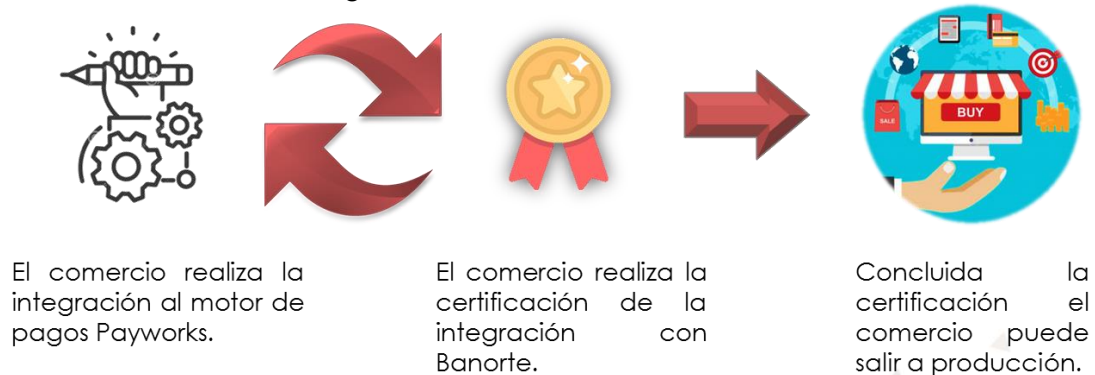 BUY
SALE
El comercio realiza la
integración al motor de
pagos Payworks.
El comercio realiza la
certificación de la
integración con
Banorte.
Concluida la
certificación el
comercio puede
salir a producción.